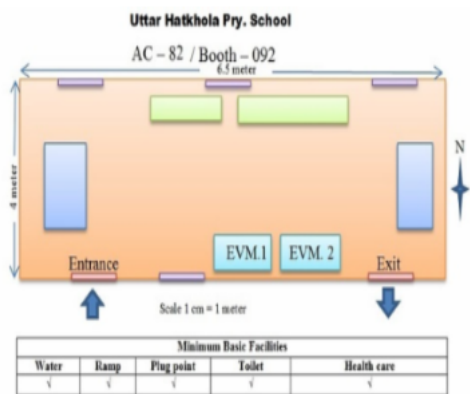 Uttar Hatkhola Pry. School
AC – 82 / Booth – 092
6.5 meter
4 meter
N
EVM.1 EVM. 2
Entrance Exit
Scale 1 cm = 1 meter
Minimum Basic Facilities
Water Ramp Plug point Toilet Health care
√ √ √ √ √